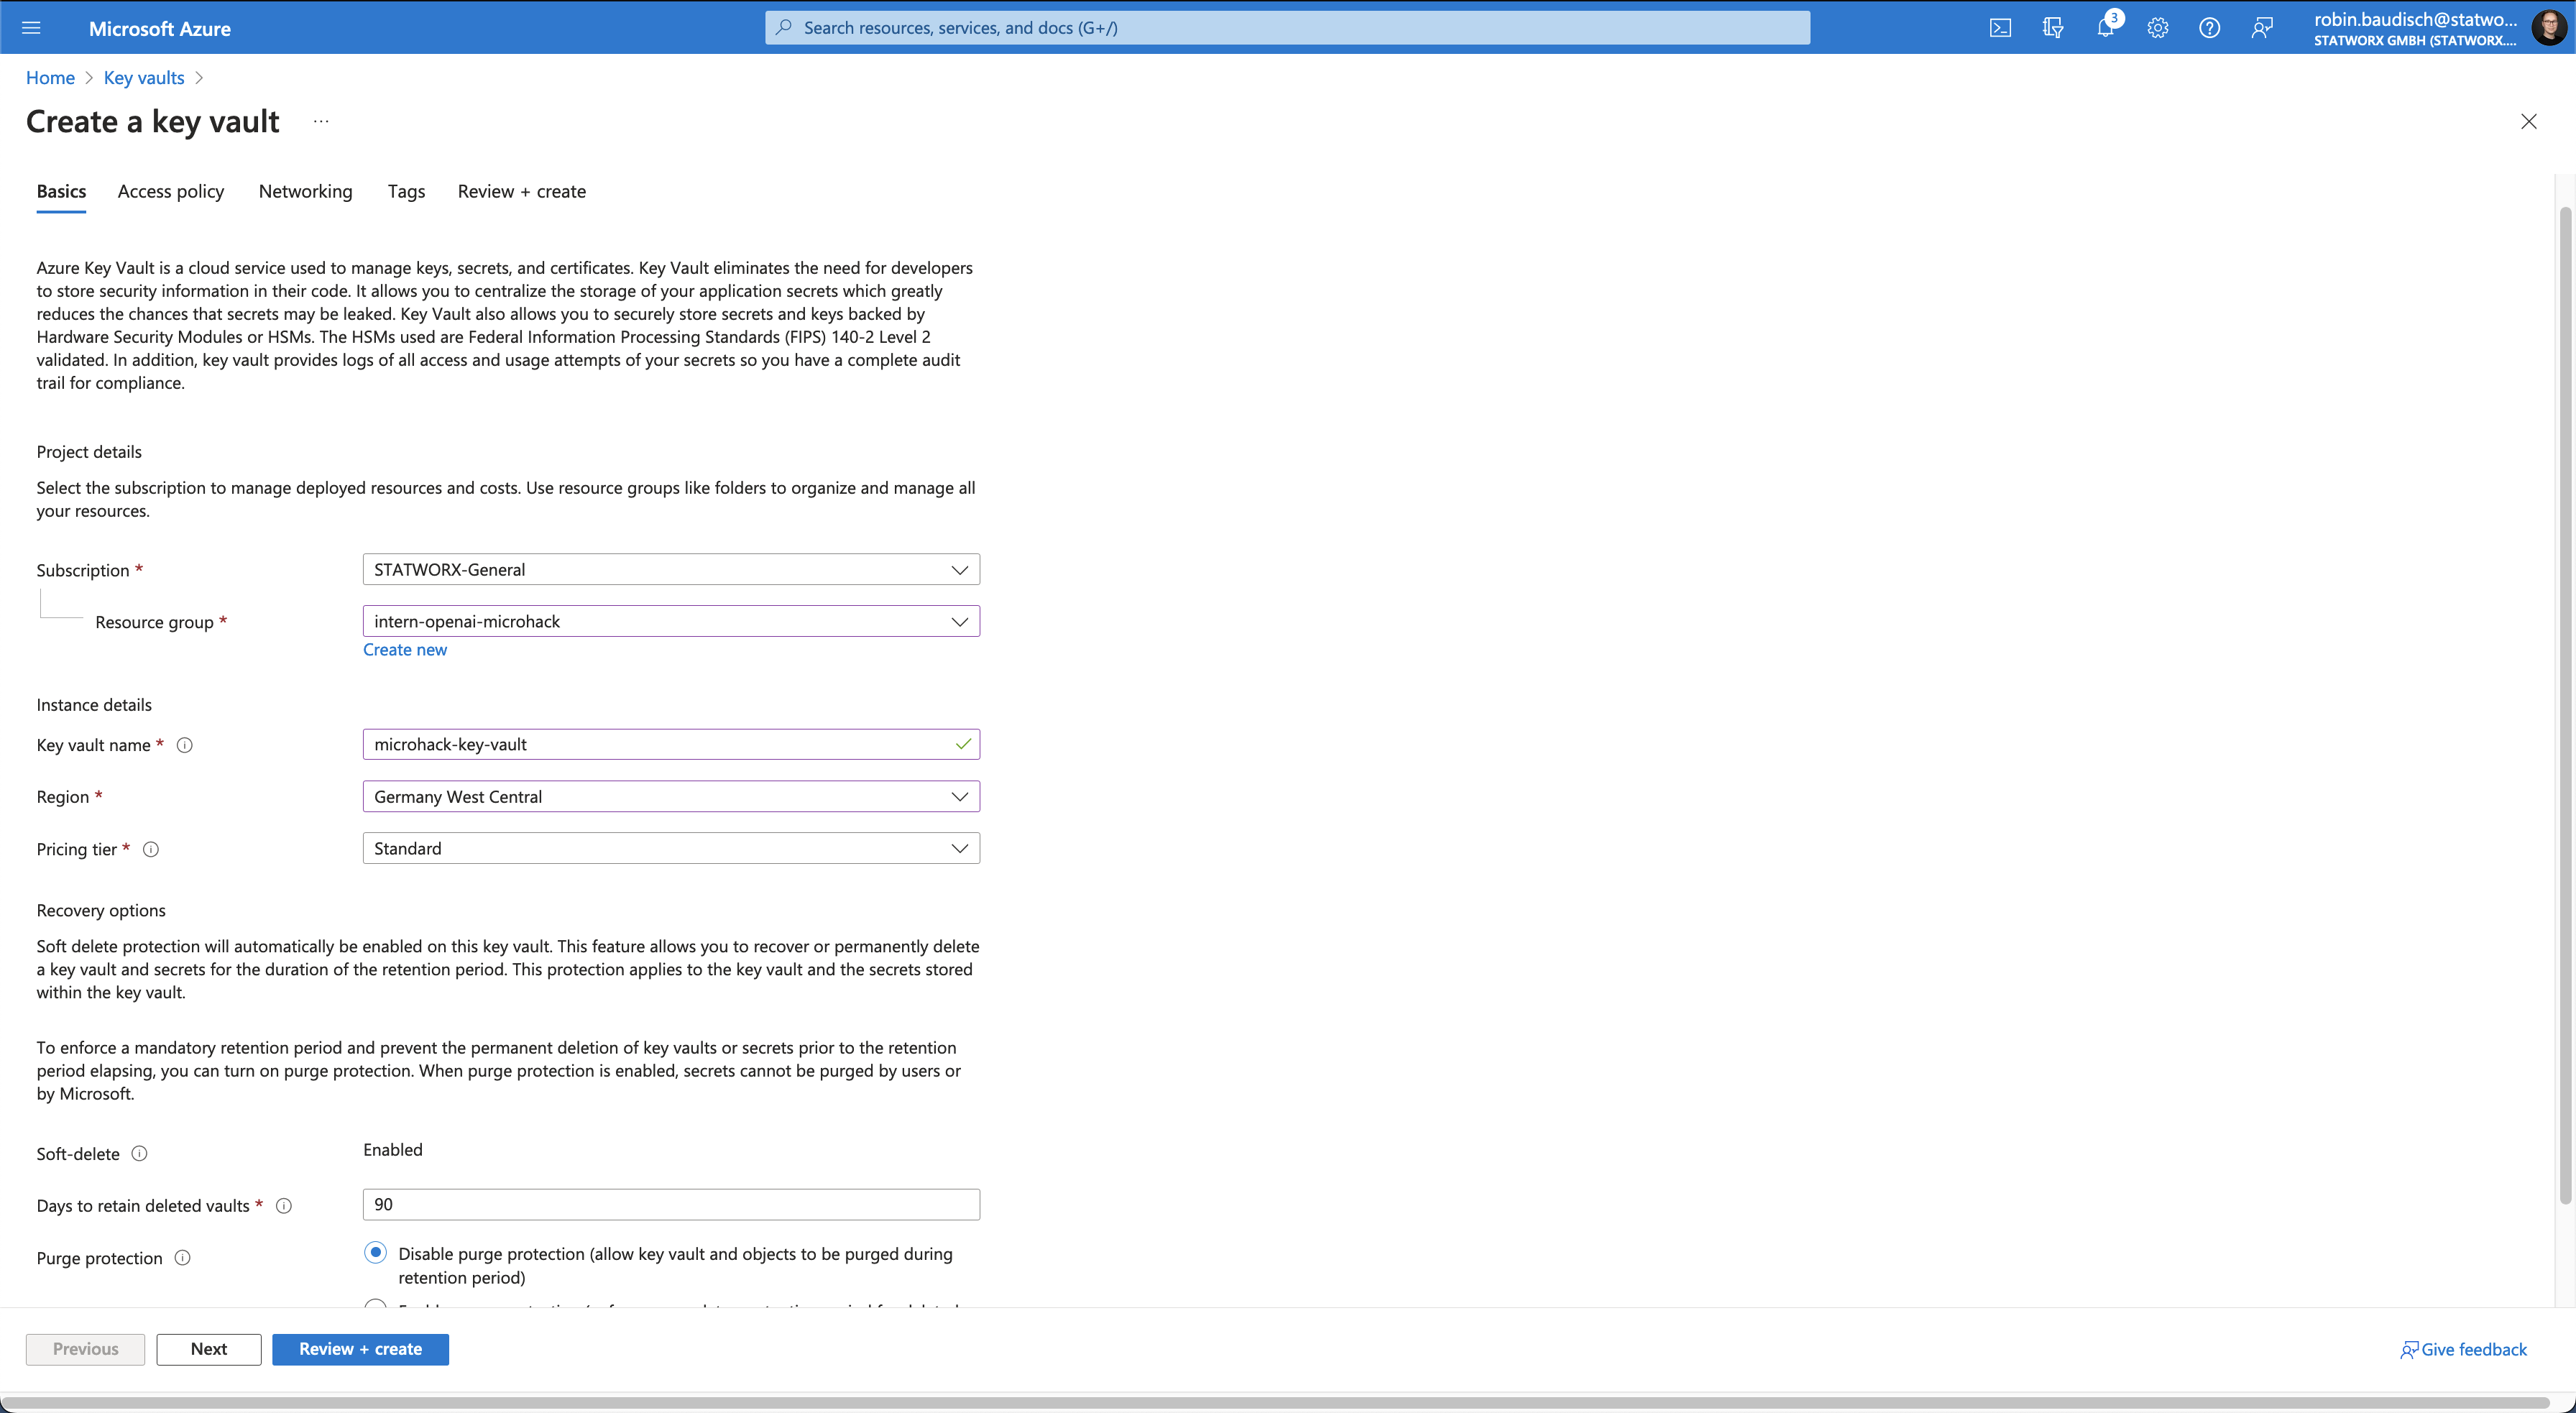 Microsoft Azure
Search resources, services, and docs (G+/)
3
robin.baudisch@statwo...
STATWORX GMBH (STATWORX....
Home
Key vaults
Create a key vault
...
Basics
Access policy
Networking
Tags
Review + create
Azure Key Vault is a cloud service used to manage keys, secrets, and certificates. Key Vault eliminates the need for developers
to store security information in their code. It allows you to centralize the storage of your application secrets which greatly
reduces the chances that secrets may be leaked. Key Vault also allows you to securely store secrets and keys backed by
Hardware Security Modules or HSMs. The HSMs used are Federal Information Processing Standards (FIPS) 140-2 Level 2
validated. In addition, key vault provides logs of all access and usage attempts of your secrets so you have a complete audit
trail for compliance.
Project details
Select the subscription to manage deployed resources and costs. Use resource groups like folders to organize and manage all
your resources.
Subscription *
STATWORX-General
Resource group *
intern-openai-microhack
Create new
Instance details
Key vault name *
microhack-key-vault
Region *
Germany West Central
Pricing tier *
Standard
Recovery options
Soft delete protection will automatically be enabled on this key vault. This feature allows you to recover or permanently delete
a key vault and secrets for the duration of the retention period. This protection applies to the key vault and the secrets stored
within the key vault.
To enforce a mandatory retention period and prevent the permanent deletion of key vaults or secrets prior to the retention
period elapsing, you can turn on purge protection. When purge protection is enabled, secrets cannot be purged by users or
by Microsoft.
Soft-delete
Enabled
Days to retain deleted vaults *
90
Purge protection
Disable purge protection (allow key vault and objects to be purged during
retention period)
Previous
Next
Review + create
Give feedback